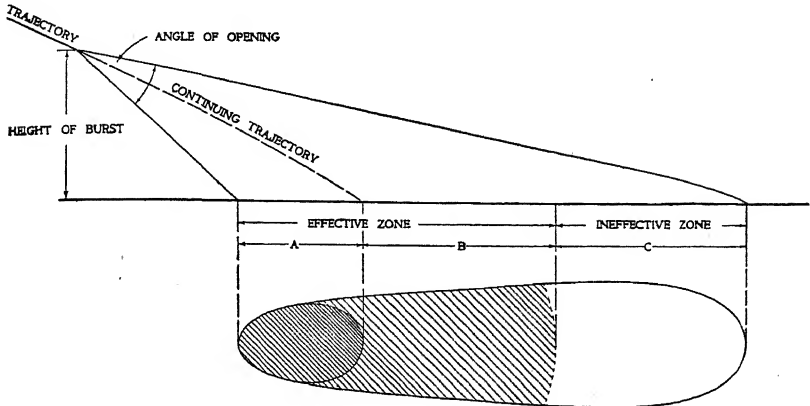 TRAJECTORY
ANGLE OF OPENING
CONTINUING TRAJECTORY
HEIGHT OF BURST
EFFECTIVE ZONE
INEFFECTIVE ZONE
A
B
C